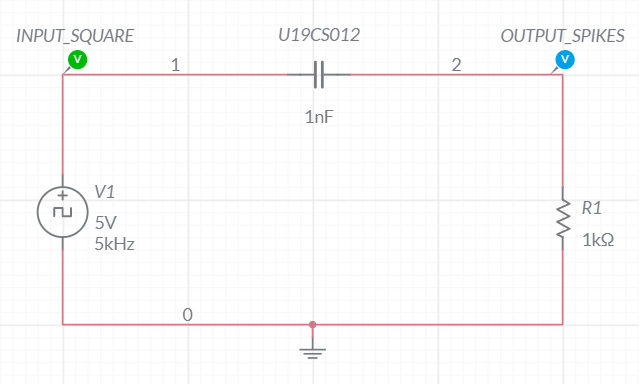 INPUT_SQUARE
U19CS012
OUTPUT_SPIKES
V
V
1
2
1nF
V1
5V
5kHz
R1
1kΩ
0